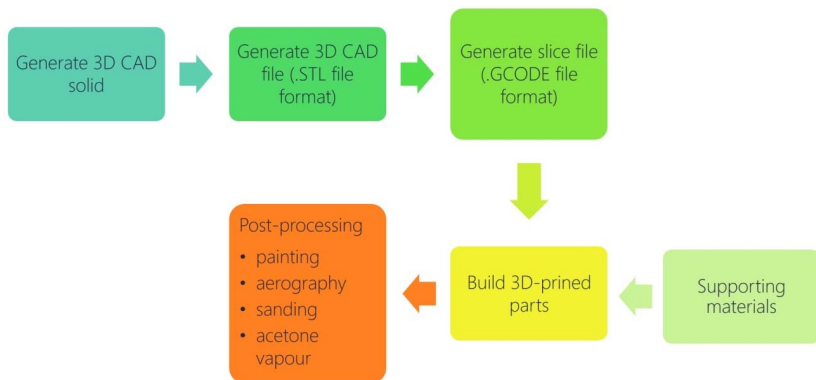 Generate 3D CAD
solid
Generate 3D CAD
file (.STL file
format)
Generate slice file
(.GCODE file
format)
Post-processing
• painting
• aerography
• sanding
• acetone
vapour
Build 3D-prined
parts
Supporting
materials